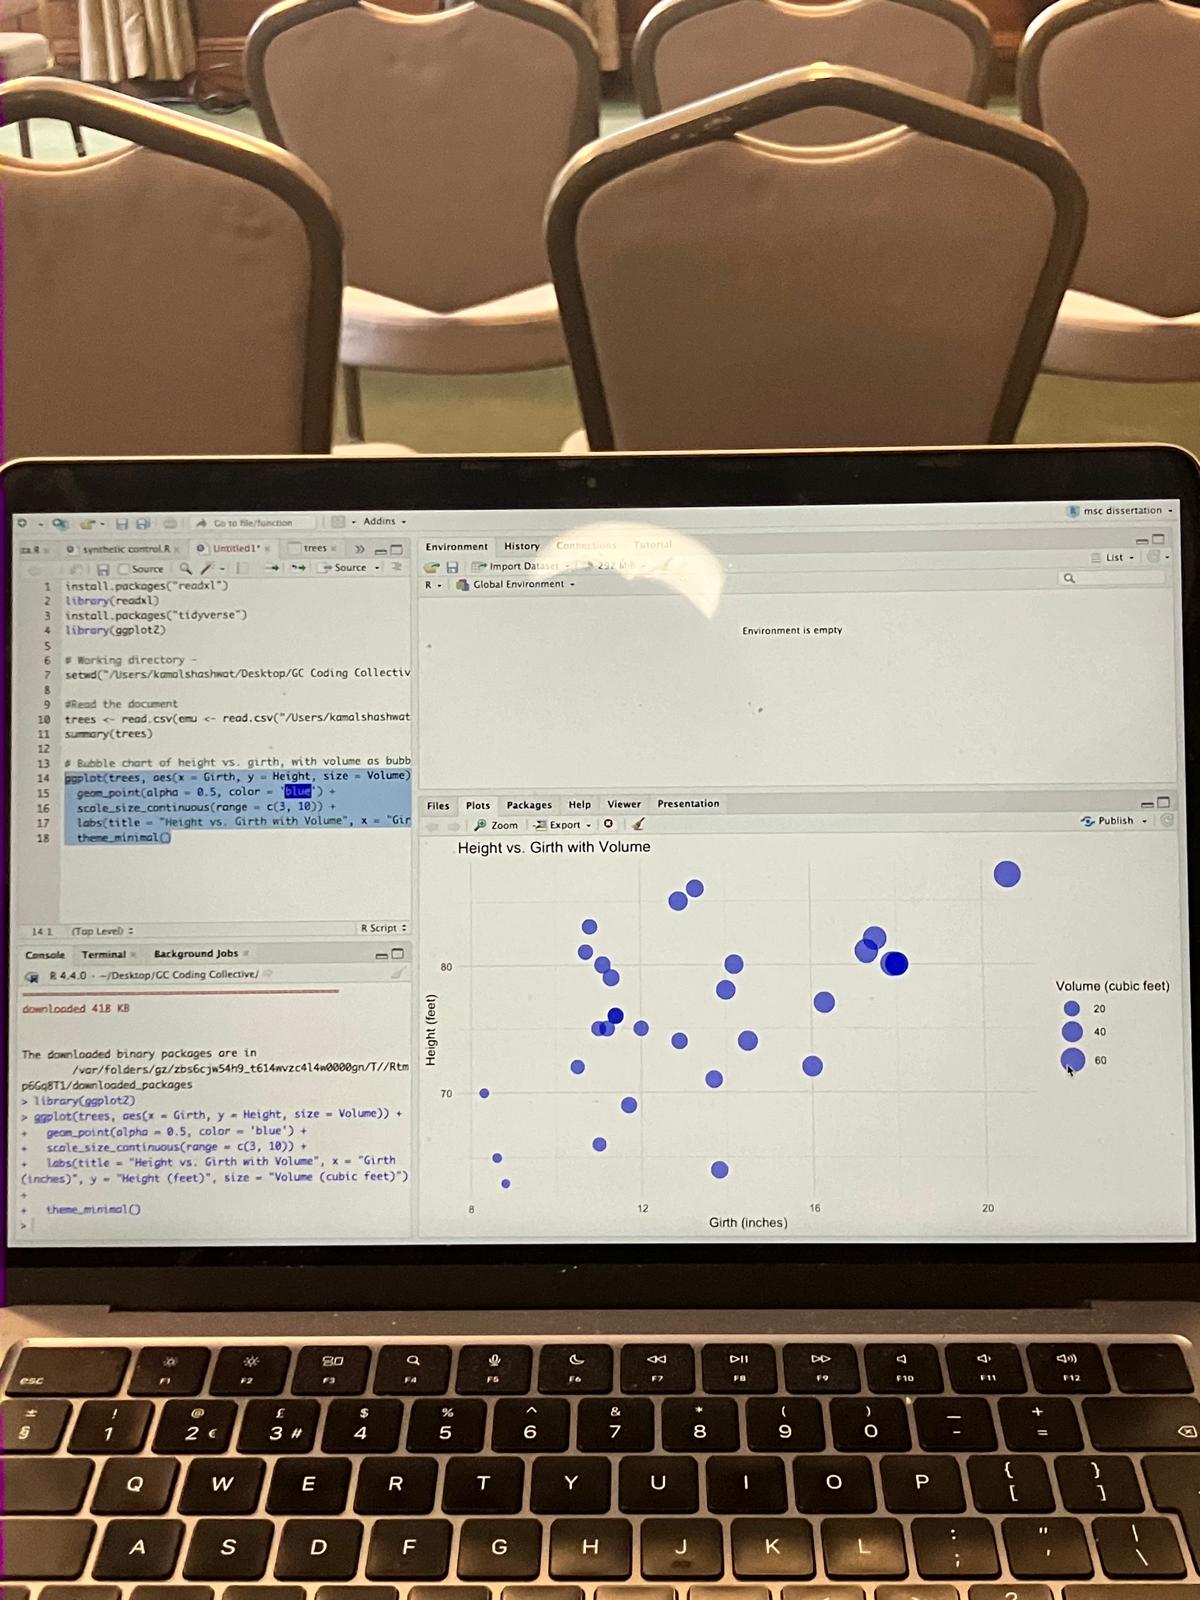 Go to file/function
Addins
msc dissertation
synthetic control.R
Untitled1*
trees
Source
Source
1 install.packages("readxl")
2 library(readxl)
3 install.packages("tidyverse")
4 library(ggplot2)
5
6 # Working directory -
7 setwd("/Users/kamalshashwat/Desktop/GC Coding Collectiv
8
9 #Read the document
10 trees <- read.csv(emu <- read.csv("/Users/kamalshashwat
11 summary(trees)
12
13 # Bubble chart of height vs. girth, with volume as bubb
14 ggplot(trees, aes(x = Girth, y = Height, size = Volume)
15 geom_point(alpha = 0.5, color = 'blue') +
16 scale_size_continuous(range = c(3, 10)) +
17 labs(title = "Height vs. Girth with Volume", x = "Gir
18 theme_minimal()
14:1 (Top Level) R Script
Console Terminal Background Jobs
R 4.4.0 · ~/Desktop/GC Coding Collective/
downloaded 418 KB
The downloaded binary packages are in
/var/folders/gz/zbs6cjw54h9_t614wvzc4l4w0000gn/T//Rtm
p6Gq8T1/downloaded_packages
> library(ggplot2)
> ggplot(trees, aes(x = Girth, y = Height, size = Volume)) +
+ geom_point(alpha = 0.5, color = 'blue') +
+ scale_size_continuous(range = c(3, 10)) +
+ labs(title = "Height vs. Girth with Volume", x = "Girth
(inches)", y = "Height (feet)", size = "Volume (cubic feet)")
+
+ theme_minimal()
>
Environment History Connections Tutorial
Import Dataset 292 MiB List
R Global Environment
Environment is empty
Files Plots Packages Help Viewer Presentation
Zoom Export Publish
Height vs. Girth with Volume
80
70
Height (feet)
8 12 16 20
Girth (inches)
Volume (cubic feet)
20
40
60
esc F1 F2 F3 F4 F5 F6 F7 F8 F9 F10 F11 F12
± ! @ £ $ % ^ & * ( ) _ +
§ 1 2 € 3 # 4 5 6 7 8 9 0 - =
Q W E R T Y U I O P { }
[ ]
A S D F G H J K L : " |
; ' \
?